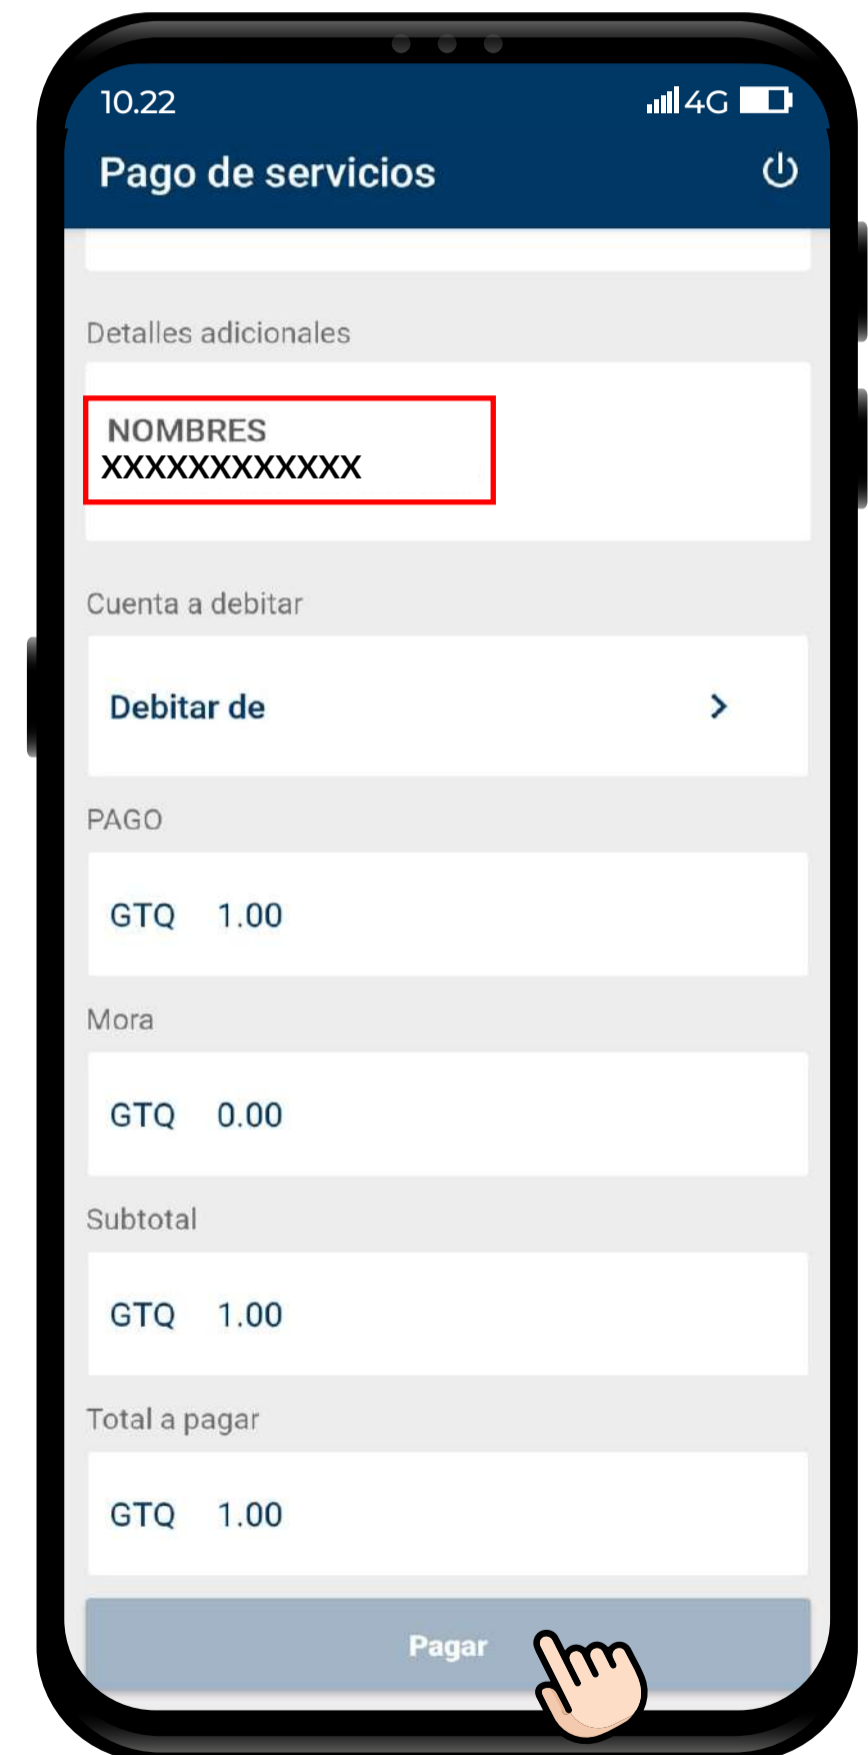 10.22 4G
Pago de servicios
Detalles adicionales
NOMBRES
XXXXXXXXXXXX
Cuenta a debitar
Debitar de
PAGO
GTQ 1.00
Mora
GTQ 0.00
Subtotal
GTQ 1.00
Total a pagar
GTQ 1.00
Pagar